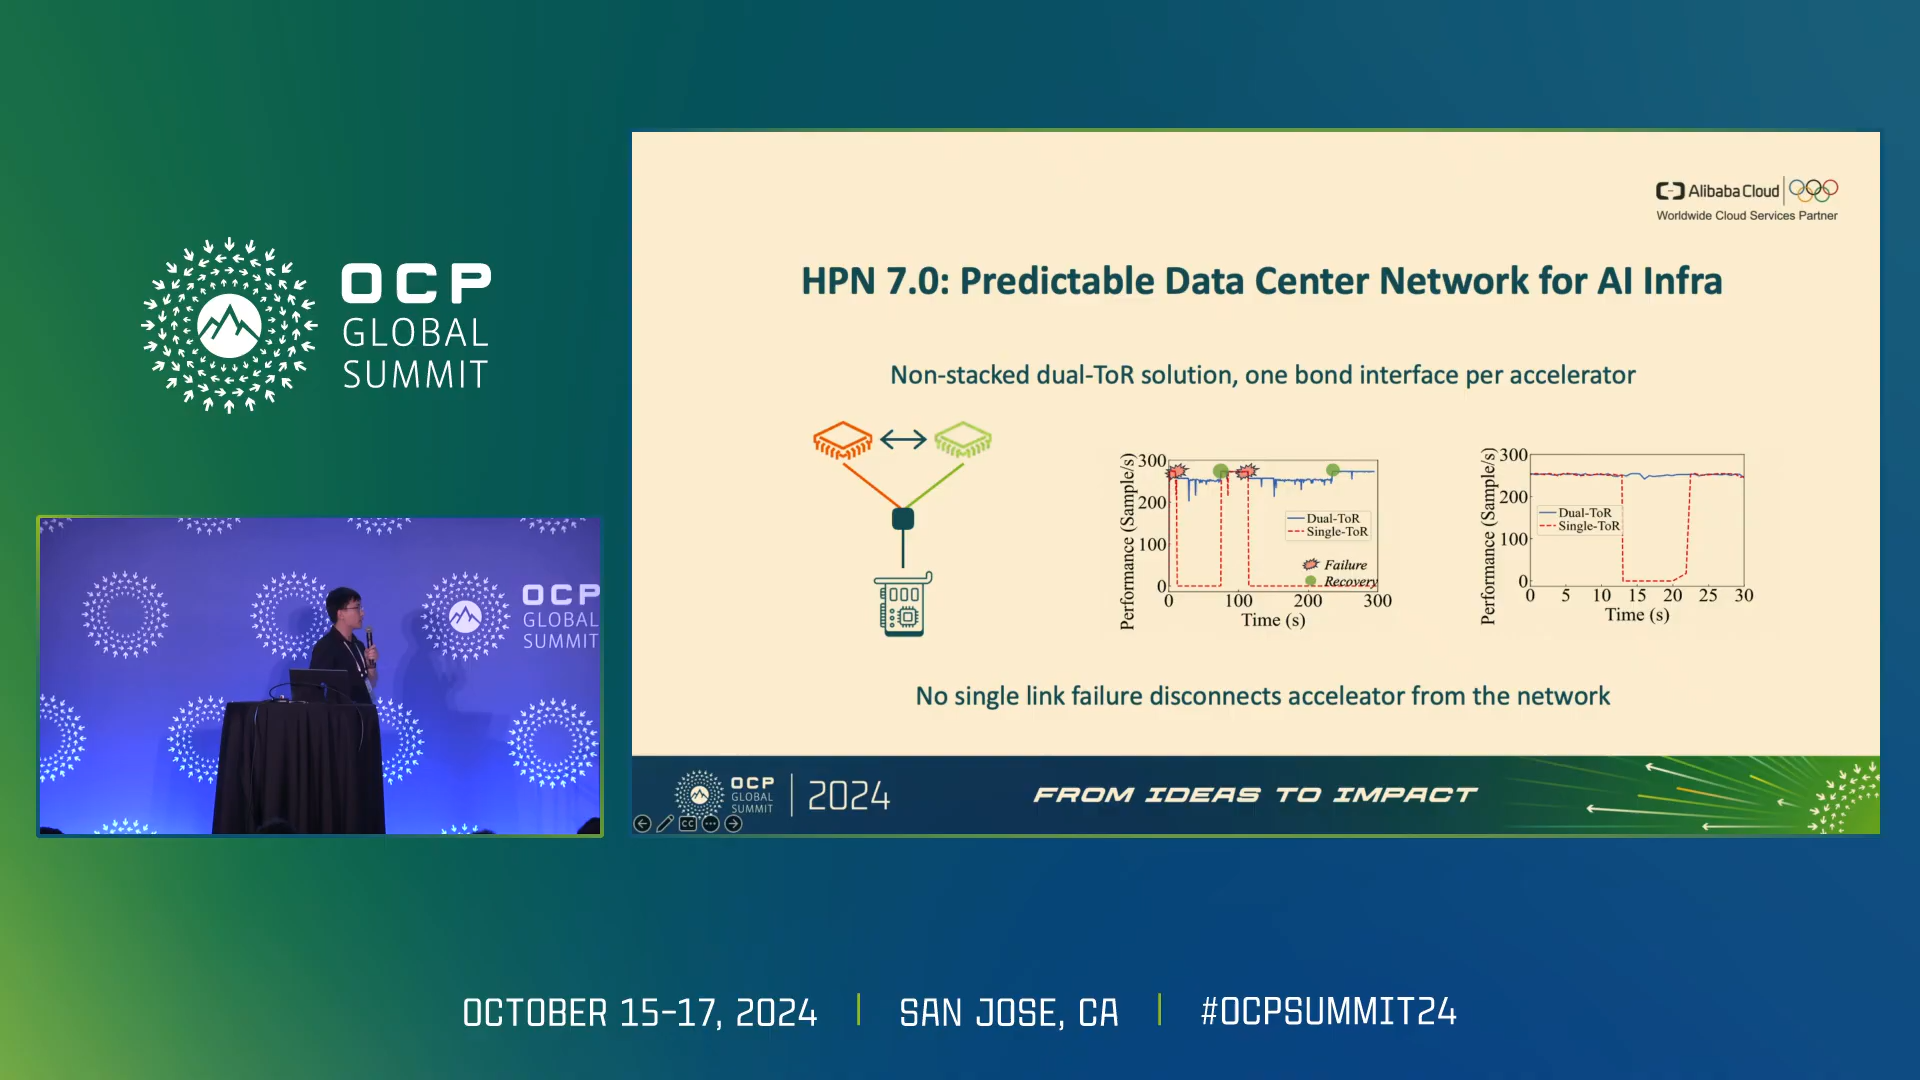 OCP
GLOBAL
SUMMIT
OCP
GLOBAL
SUMMIT
Alibaba Cloud
Worldwide Cloud Services Partner
HPN 7.0: Predictable Data Center Network for AI Infra
Non-stacked dual-ToR solution, one bond interface per accelerator
Performance (Sample/s)
300
200
100
0
0 100 200 300
Time (s)
Dual-ToR
Single-ToR
Failure
Recovery
Performance (Sample/s)
300
200
100
0
0 5 10 15 20 25 30
Time (s)
Dual-ToR
Single-ToR
No single link failure disconnects acceleator from the network
OCP
GLOBAL
SUMMIT
2024
FROM IDEAS TO IMPACT
CC
OCTOBER 15-17, 2024 | SAN JOSE, CA | #OCPSUMMIT24